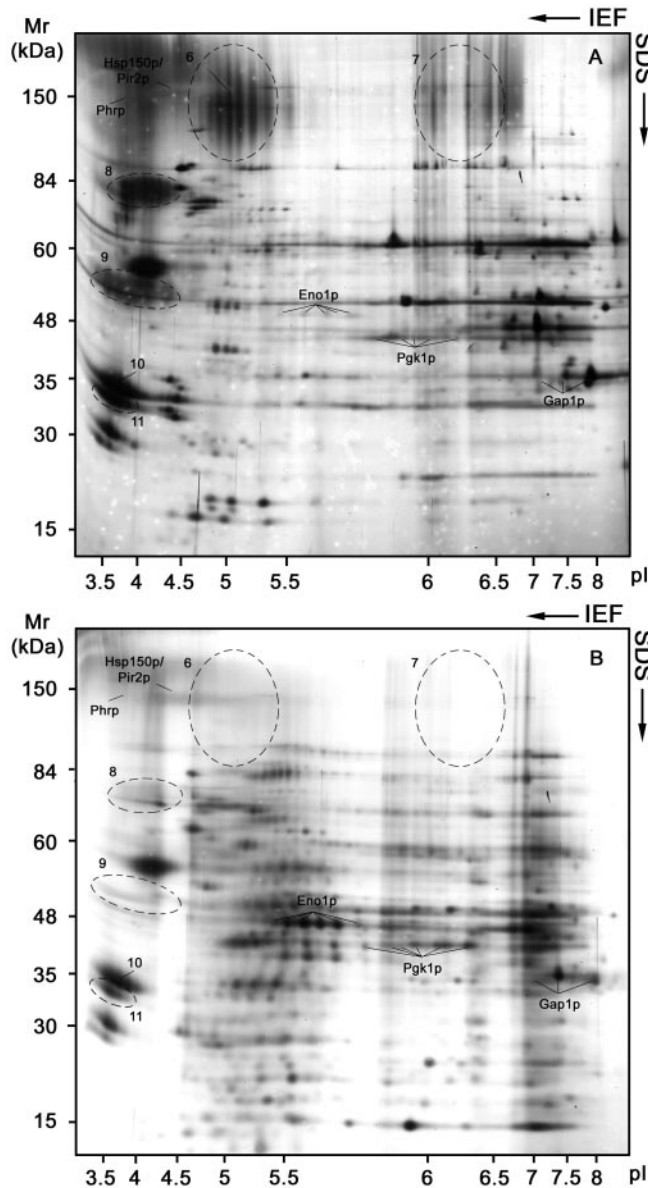 Mr
(kDa)
IEF
SDS
A
Hsp150p/
Pir2p
6
7
150
Phrp
8
84
60
9
Eno1p
48
Pgk1p
10
35
Gap1p
11
30
15
3.5 4 4.5 5 5.5 6 6.5 7 7.5 8 pI
Mr
(kDa)
IEF
SDS
B
Hsp150p/
Pir2p
6
7
150
Phrp
8
84
60
9
Eno1p
48
Pgk1p
10
35
Gap1p
11
30
15
3.5 4 4.5 5 5.5 6 6.5 7 7.5 8 pI